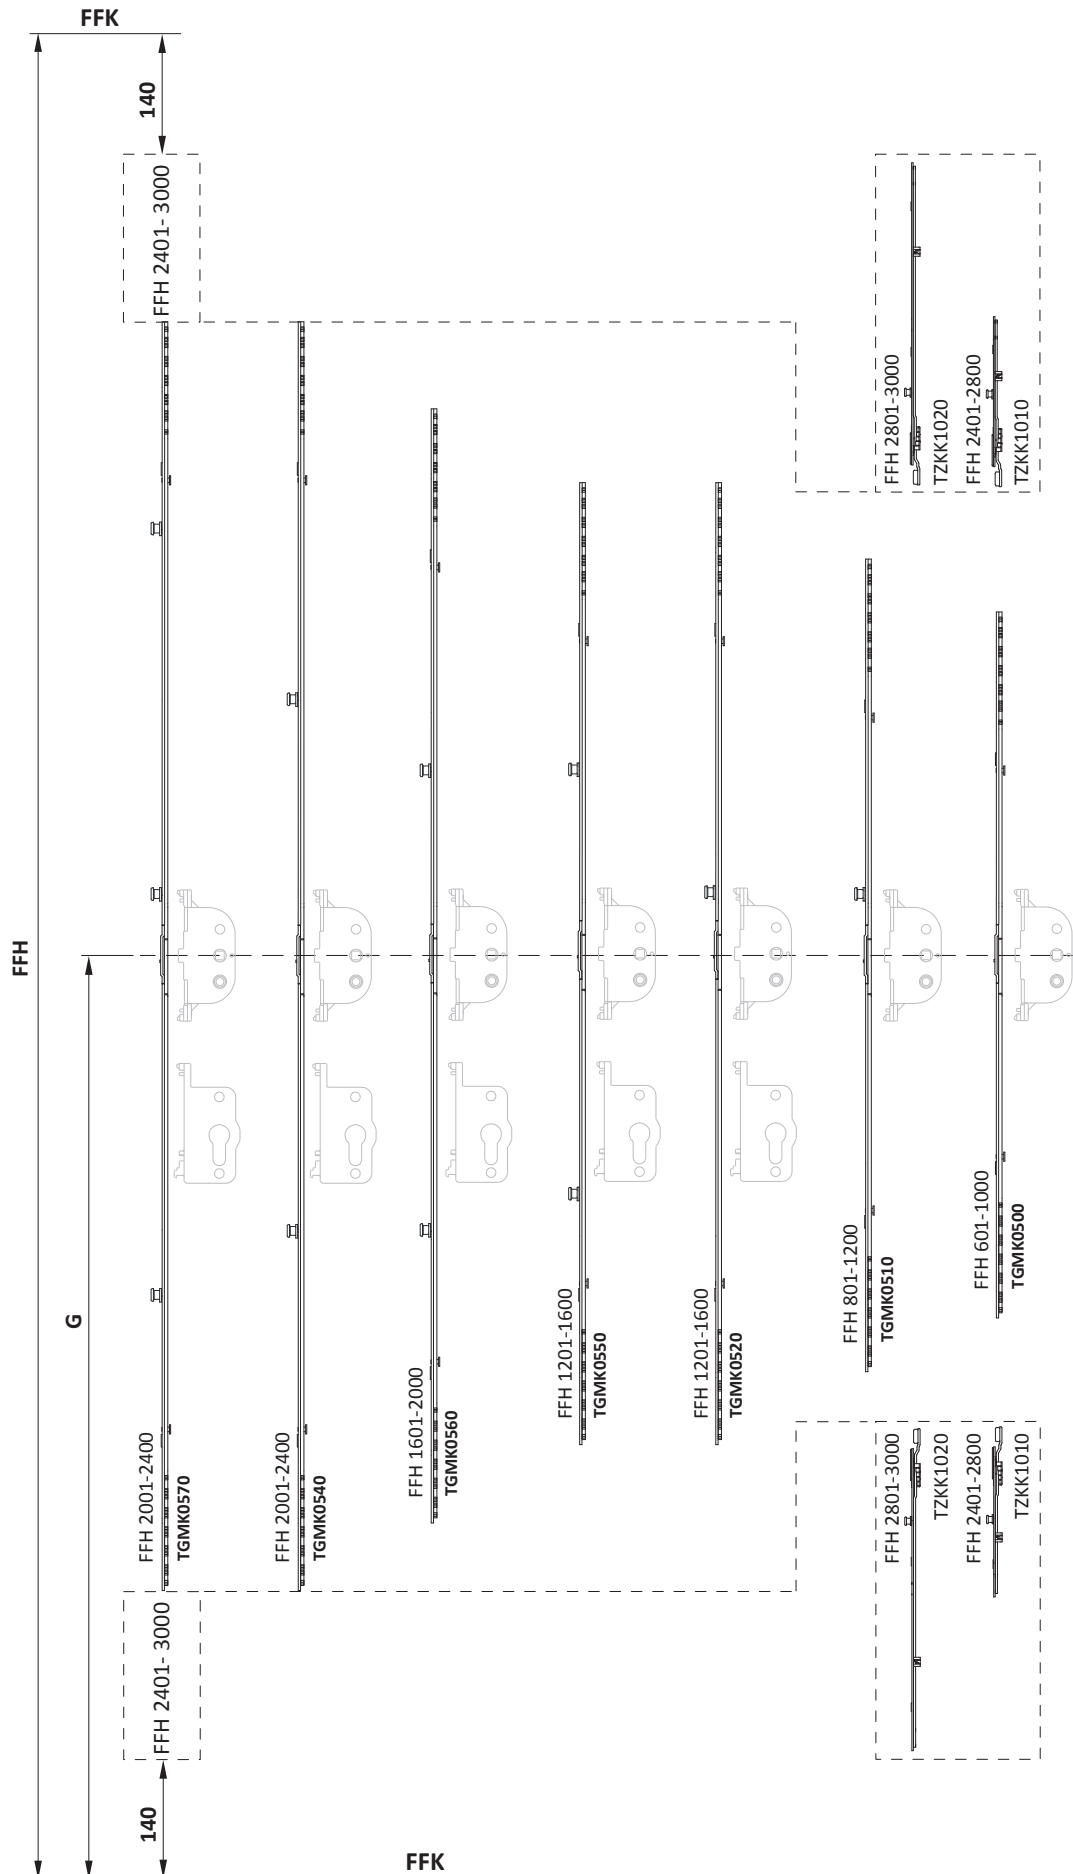 FFK
140
FFH 2401- 3000
FFH 2801-3000
TZKK1020
FFH 2401-2800
TZKK1010
FFH
G
FFH 2001-2400
TGMK0570
FFH 2001-2400
TGMK0540
FFH 1601-2000
TGMK0560
FFH 1201-1600
TGMK0550
FFH 1201-1600
TGMK0520
FFH 801-1200
TGMK0510
FFH 601-1000
TGMK0500
FFH 2801-3000
TZKK1020
FFH 2401-2800
TZKK1010
FFH 2401- 3000
140
FFK